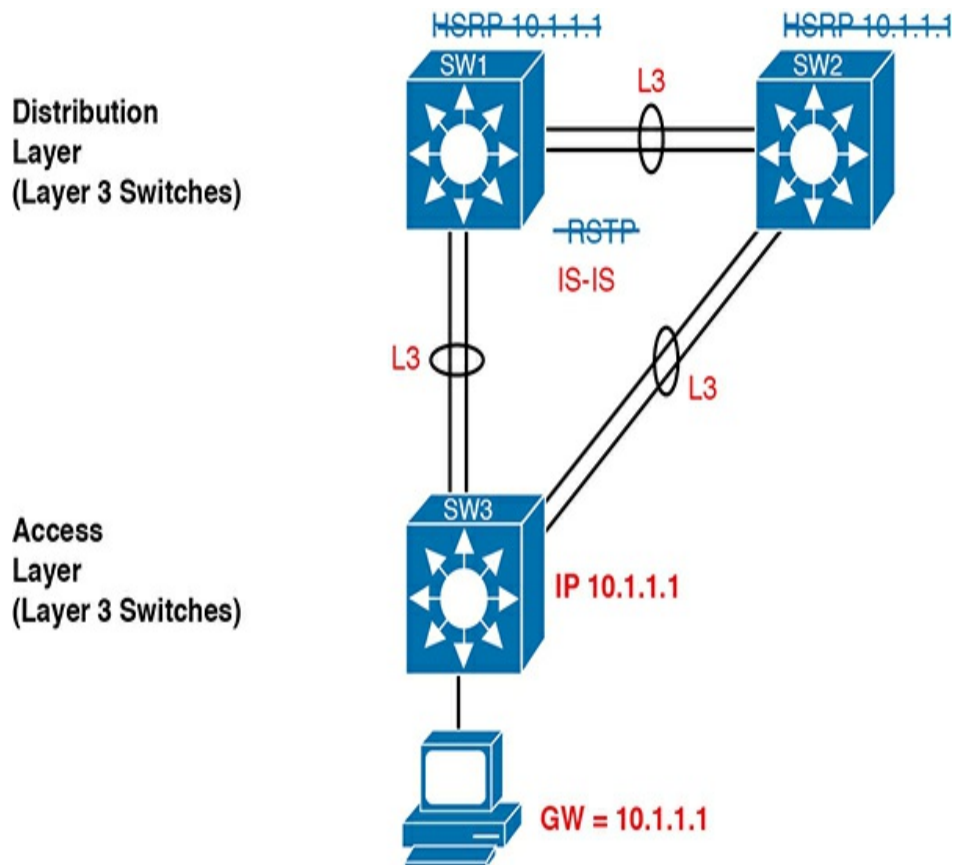 HSRP 10.1.1.1
HSRP 10.1.1.1
SW1
SW2
L3
Distribution
Layer
(Layer 3 Switches)
RSTP
IS-IS
L3
L3
SW3
Access
Layer
(Layer 3 Switches)
IP 10.1.1.1
GW = 10.1.1.1